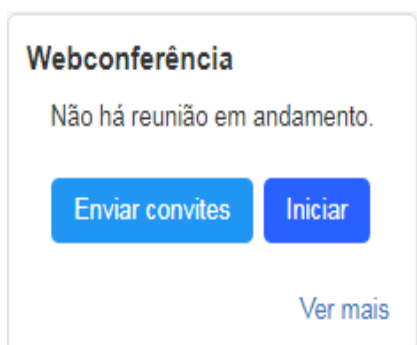 Webconferência
Não há reunião em andamento.
Enviar convites Iniciar
Ver mais